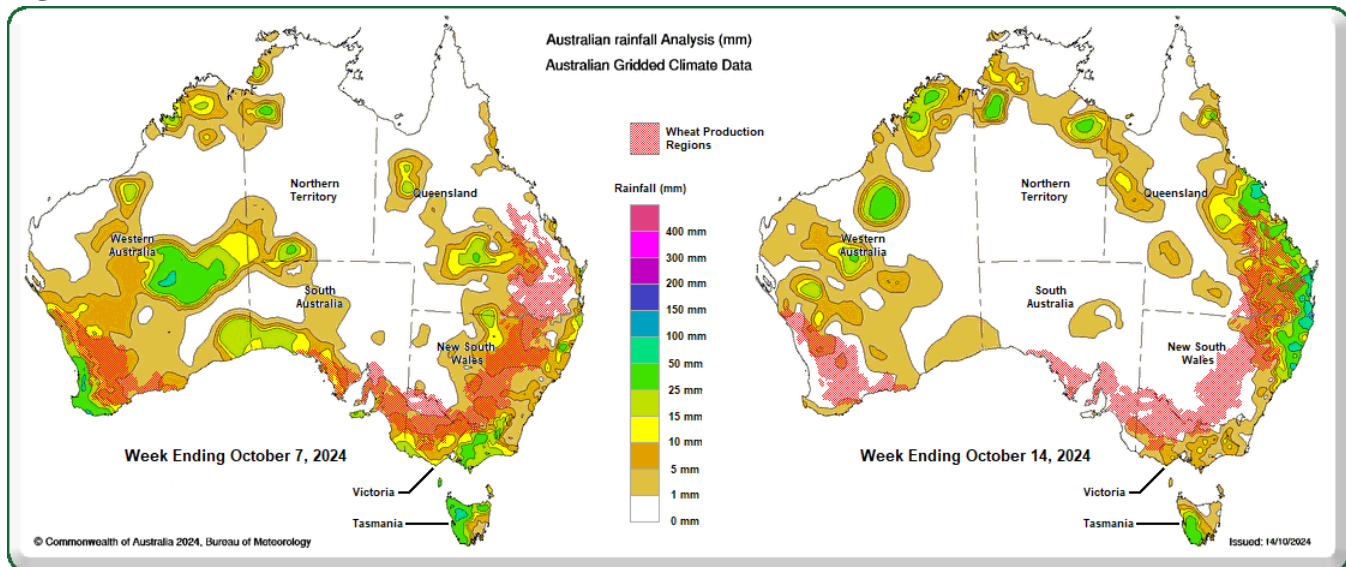 Australian rainfall Analysis (mm)
Australian Gridded Climate Data
Wheat Production
Regions
Rainfall (mm)
400 mm
300 mm
200 mm
150 mm
100 mm
50 mm
25 mm
15 mm
10 mm
5 mm
1 mm
0 mm
Northern
Territory
Queensland
Western
Australia
South
Australia
New South
Wales
Week Ending October 7, 2024
Victoria
Tasmania
© Commonwealth of Australia 2024, Bureau of Meteorology
Northern
Territory
Queensland
Western
Australia
South
Australia
New South
Wales
Week Ending October 14, 2024
Victoria
Tasmania
Issued: 14/10/2024